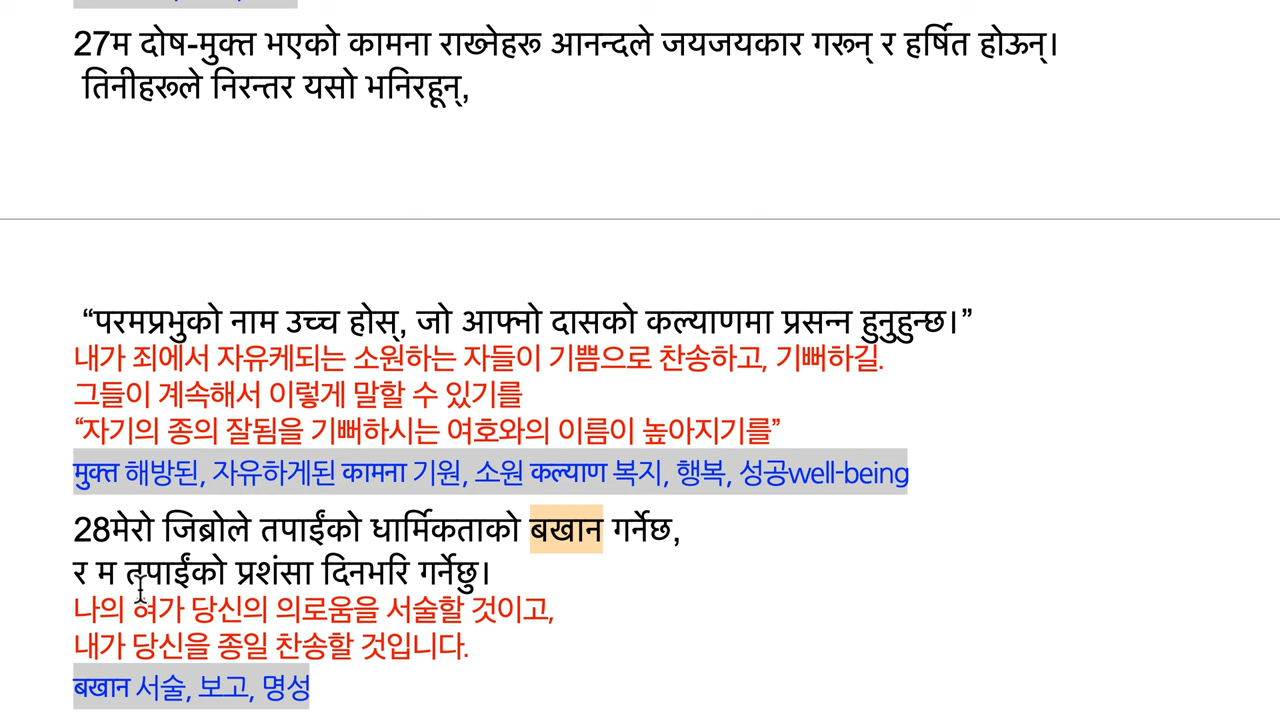 27म दोष-मुक्त भएको कामना राख्नेहरू आनन्दले जयजयकार गरून् र हर्षित होऊन्।
तिनीहरूले निरन्तर यसो भनिरहून्,
“परमप्रभुको नाम उच्च होस्, जो आफ्नो दासको कल्याणमा प्रसन्न हुनुहुन्छ।”
내가 죄에서 자유케되는 소원하는 자들이 기쁨으로 찬송하고, 기뻐하길.
그들이 계속해서 이렇게 말할 수 있기를
“자기의 종의 잘됨을 기뻐하시는 여호와의 이름이 높아지기를”
मुक्त 해방된, 자유하게된 कामना 기원, 소원 कल्याण 복지, 행복, 성공well-being
28मेरो जिब्रोले तपाईंको धार्मिकताको बखान गर्नेछ,
र म तपाईंको प्रशंसा दिनभरि गर्नेछु।
나의 혀가 당신의 의로움을 서술할 것이고,
내가 당신을 종일 찬송할 것입니다.
बखान 서술, 보고, 명성